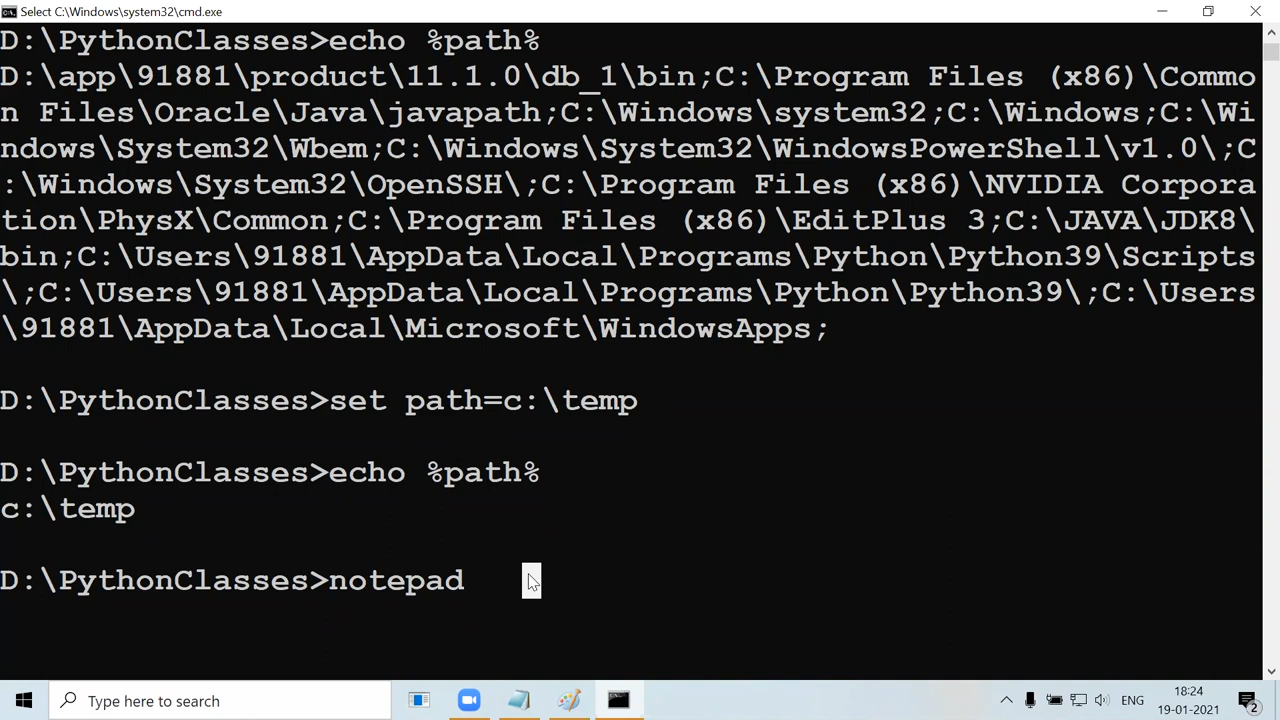 Select C:\Windows\system32\cmd.exe
D:\PythonClasses>echo %path%
D:\app\91881\product\11.1.0\db_1\bin;C:\Program Files (x86)\Commo
n Files\Oracle\Java\javapath;C:\Windows\system32;C:\Windows;C:\Wi
ndows\System32\Wbem;C:\Windows\System32\WindowsPowerShell\v1.0\;C
:\Windows\System32\OpenSSH\;C:\Program Files (x86)\NVIDIA Corpora
tion\PhysX\Common;C:\Program Files (x86)\EditPlus 3;C:\JAVA\JDK8\
bin;C:\Users\91881\AppData\Local\Programs\Python\Python39\Scripts
\;C:\Users\91881\AppData\Local\Programs\Python\Python39\;C:\Users
\91881\AppData\Local\Microsoft\WindowsApps;
D:\PythonClasses>set path=c:\temp
D:\PythonClasses>echo %path%
c:\temp
D:\PythonClasses>notepad
Type here to search
ENG
18:24
19-01-2021
2